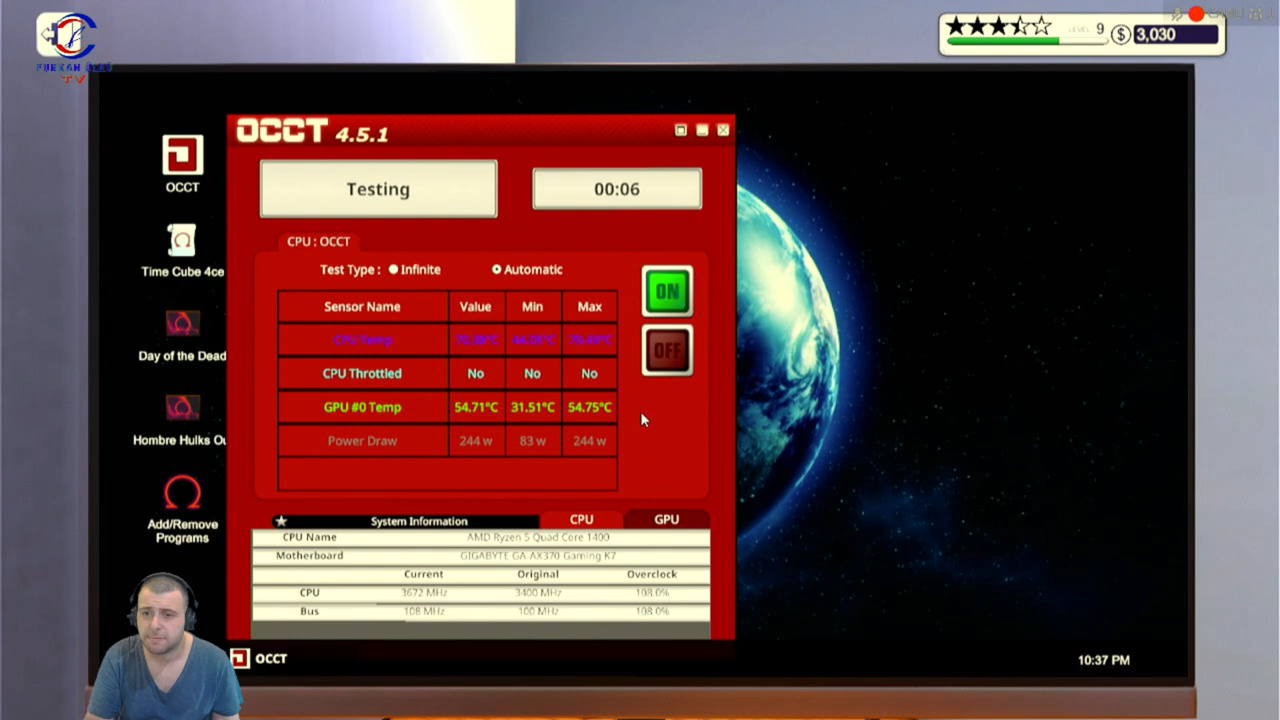 LEVEL 9 $ 3,030
TV
OCCT 4.5.1
OCCT
Testing 00:06
CPU : OCCT
Time Cube 4ce
Test Type : Infinite Automatic
ON
Sensor Name Value Min Max
CPU Temp
OFF
Day of the Dead
CPU Throttled No No No
GPU #0 Temp 54.71°C 31.51°C 54.75°C
Hombre Hulks Ou
Power Draw 244 w 83 w 244 w
Add/Remove
Programs
System Information CPU GPU
CPU Name AMD Ryzen 5 Quad Core 1400
Motherboard GIGABYTE GA-AX370 Gaming K7
Current Original Overclock
CPU 3672 MHz 3400 MHz 108.0%
Bus 108 MHz 100 MHz 108.0%
OCCT 10:37 PM